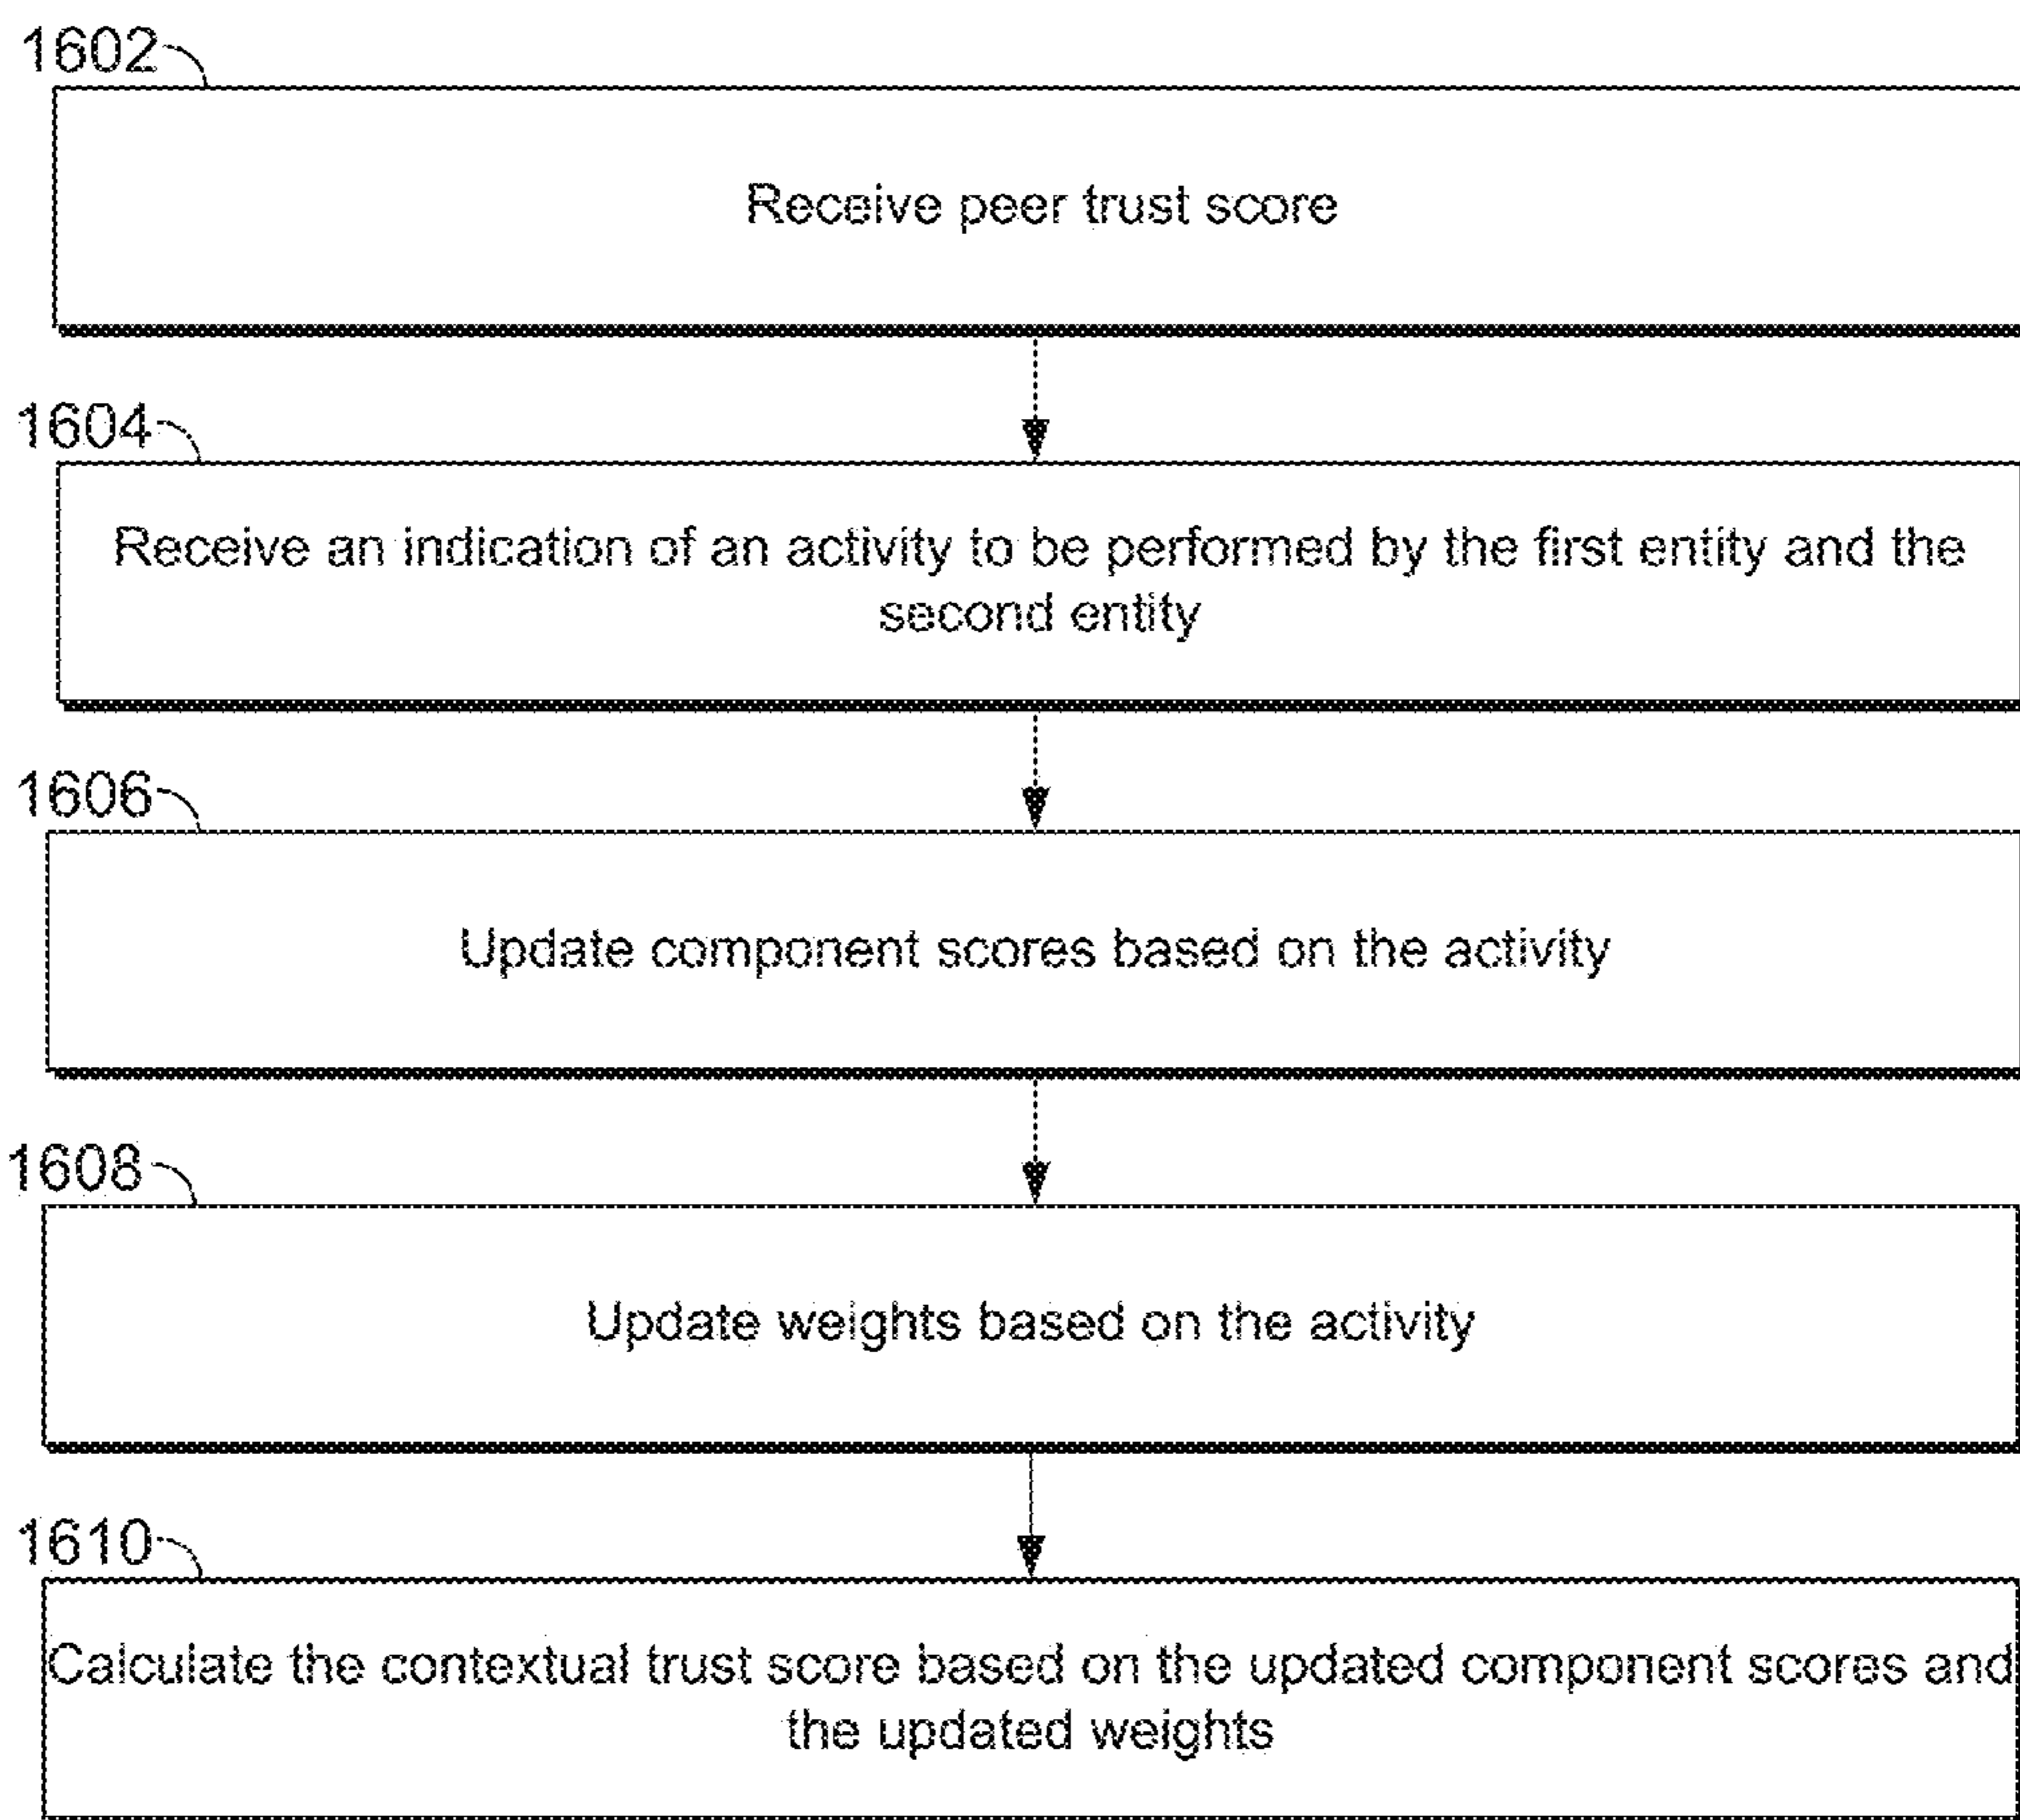 1602
Receive peer trust score
1604
Receive an indication of an activity to be performed by the first entity and the
second entity
1606
Update component scores based on the activity
1608
Update weights based on the activity
1610
Calculate the contextual trust score based on the updated component scores and
the updated weights